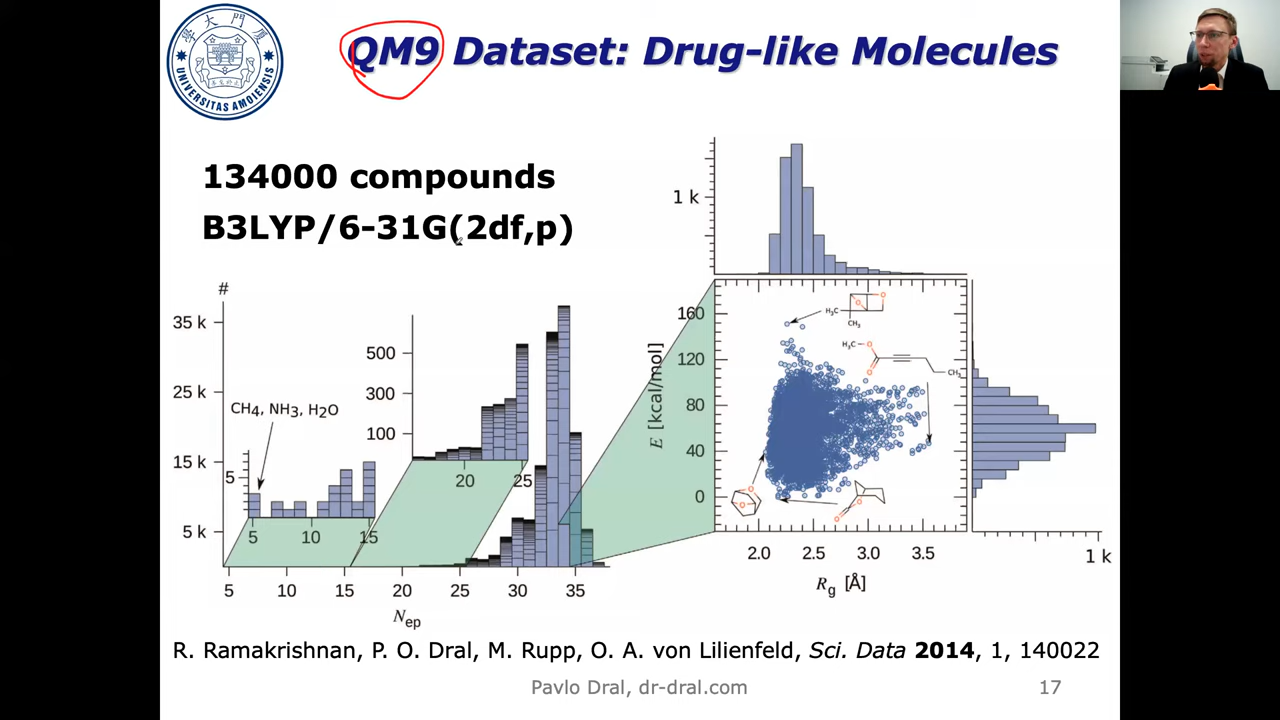 QM9 Dataset: Drug-like Molecules
UNIVERSITAS AMOIENSIS
134000 compounds
B3LYP/6-31G(2df,p)
#
35 k
25 k
15 k
5 k
CH4, NH3, H2O
5
5 10 15
500
300
100
20 25
5 10 15 20 25 30 35
Nep
1 k
160
120
80
40
0
E [kcal/mol]
H3C
CH3
O
O
H3C
O
O
CH3
O
O
O
O
2.0 2.5 3.0 3.5
Rg [Å]
1 k
R. Ramakrishnan, P. O. Dral, M. Rupp, O. A. von Lilienfeld, Sci. Data 2014, 1, 140022
Pavlo Dral, dr-dral.com
17